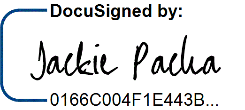 DocuSigned by:
Jackie Pacha
0166C004F1E443B...